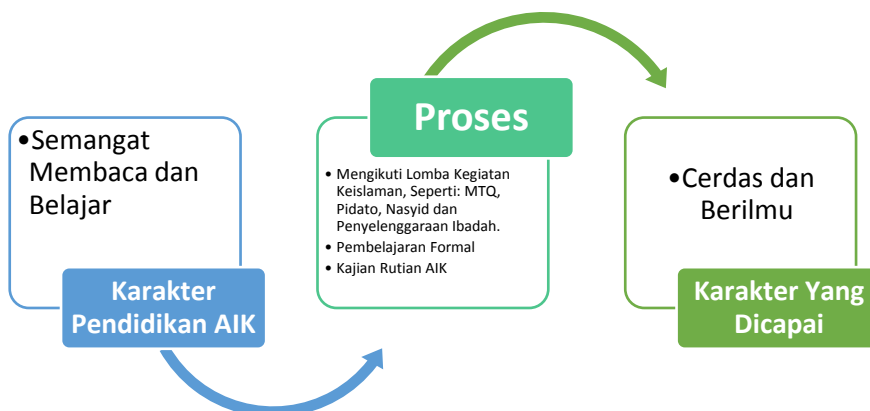 •Semangat
Membaca dan
Belajar
Karakter
Pendidikan AIK
Proses
• Mengikuti Lomba Kegiatan
Keislaman, Seperti: MTQ,
Pidato, Nasyid dan
Penyelenggaraan Ibadah.
• Pembelajaran Formal
• Kajian Rutian AIK
•Cerdas dan
Berilmu
Karakter Yang
Dicapai